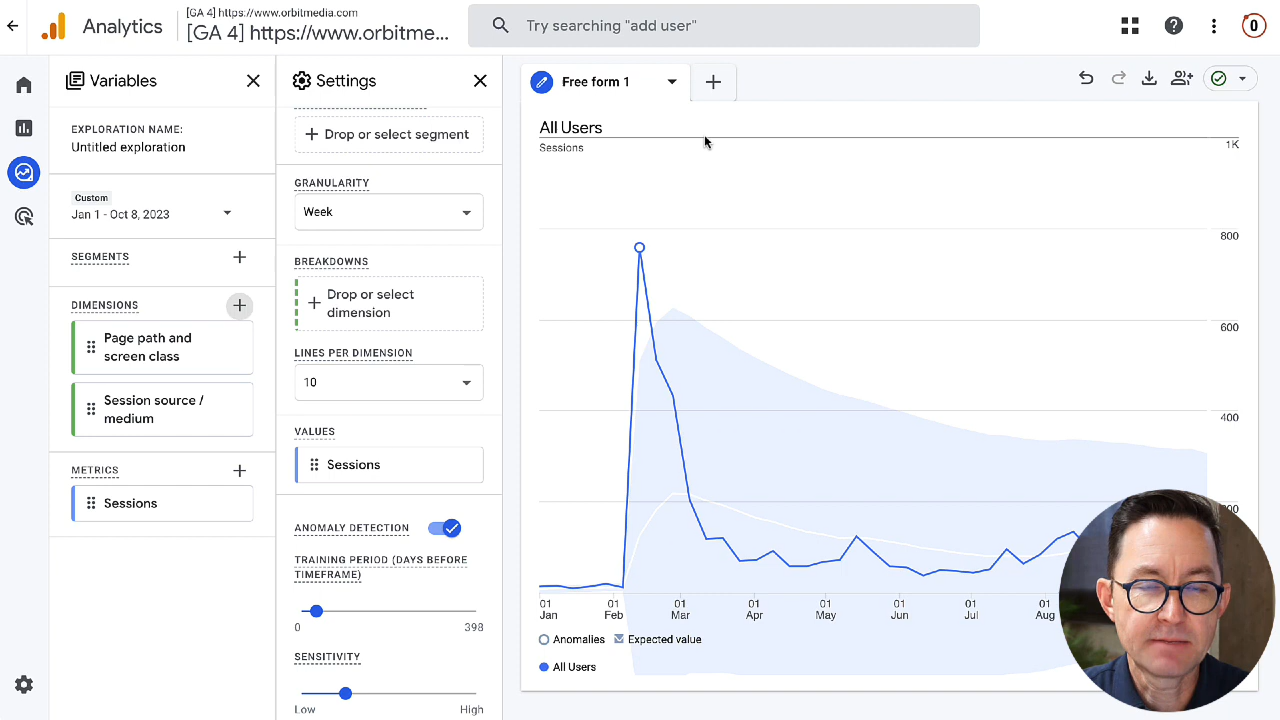 Analytics
[GA 4] https://www.orbitmedia.com
[GA 4] https://www.orbitme...
Try searching "add user"
Variables
EXPLORATION NAME:
Untitled exploration
Custom
Jan 1 - Oct 8, 2023
SEGMENTS
DIMENSIONS
Page path and
screen class
Session source /
medium
METRICS
Sessions
Settings
Drop or select segment
GRANULARITY
Week
BREAKDOWNS
Drop or select
dimension
LINES PER DIMENSION
10
VALUES
Sessions
ANOMALY DETECTION
TRAINING PERIOD (DAYS BEFORE
TIMEFRAME)
0 398
SENSITIVITY
Low High
Free form 1
All Users
Sessions
1K
800
600
400
01 01 01 01 01 01 01 01
Jan Feb Mar Apr May Jun Jul Aug
Anomalies Expected value
All Users